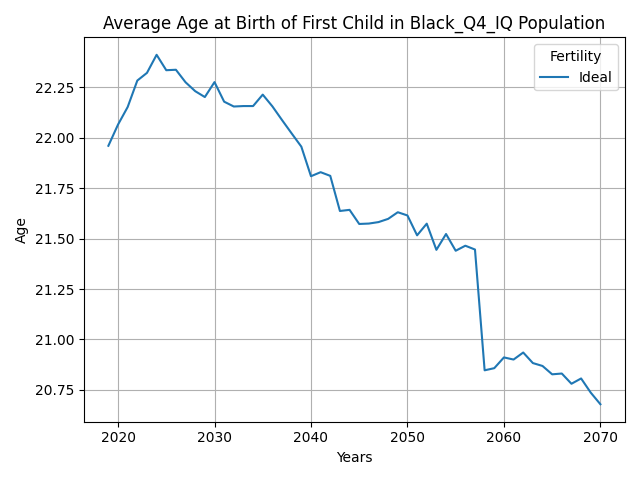 Average Age at Birth of First Child in Black_Q4_IQ Population
Fertility
Ideal
Age
22.25
22.00
21.75
21.50
21.25
21.00
20.75
2020 2030 2040 2050 2060 2070
Years